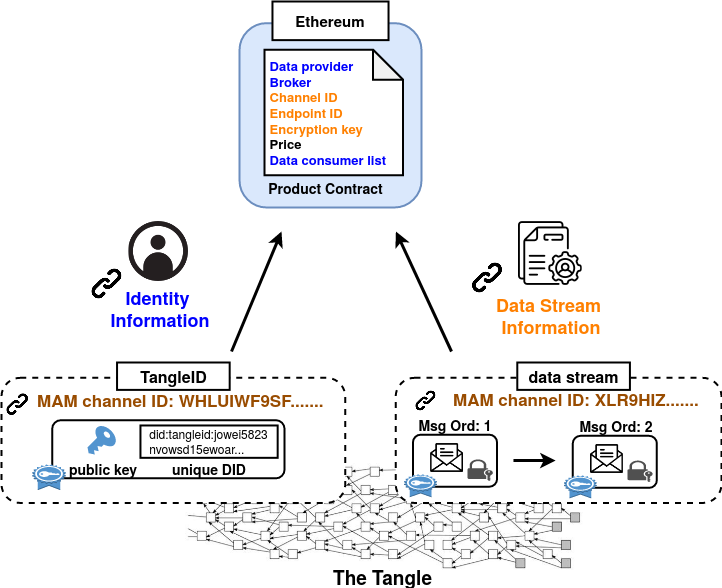 Ethereum
Data provider
Broker
Channel ID
Endpoint ID
Encryption key
Price
Data consumer list
Product Contract
Identity
Information
Data Stream
Information
TangleID
MAM channel ID: WHLUIWF9SF.......
did:tangleid:jowei5823
nvowsd15ewoar...
public key
unique DID
data stream
MAM channel ID: XLR9HIZ.......
Msg Ord: 1
Msg Ord: 2
The Tangle